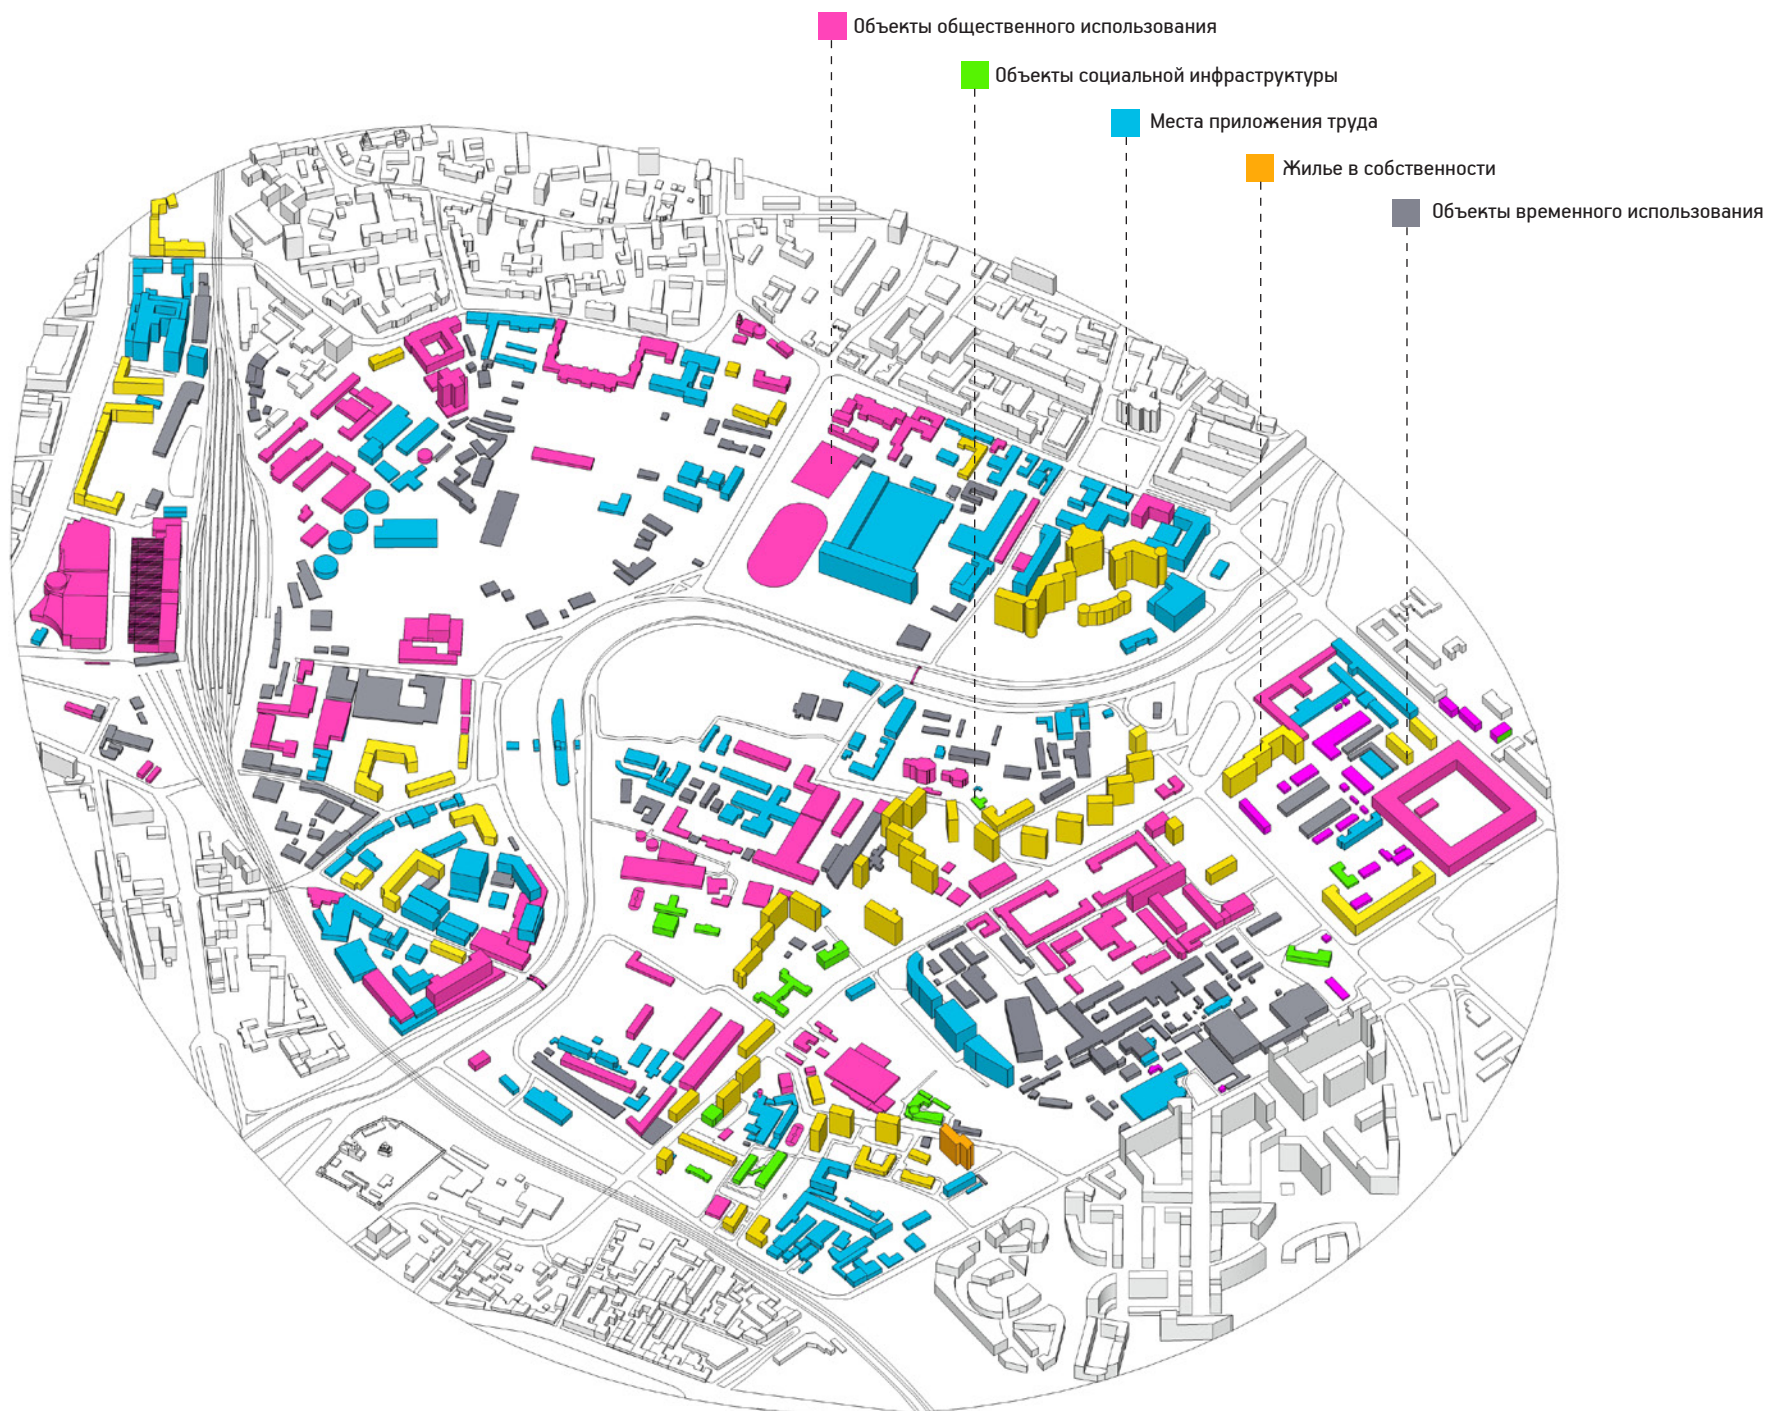 Объекты общественного использования
Объекты социальной инфраструктуры
Места приложения труда
Жилье в собственности
Объекты временного использования